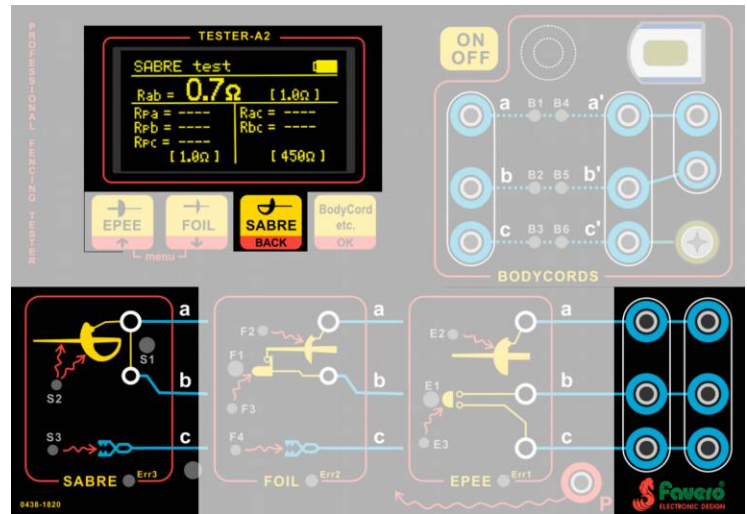 PROFESSIONAL FENCING TESTER
TESTER-A2
SABRE test
Rab = 0.7Ω [1.0Ω]
RPa = ---- Rac = ----
RPb = ---- Rbc = ----
RPc = ----
[1.0Ω] [450Ω]
EPEE
FOIL
SABRE
BACK
BodyCord
etc.
OK
menu
ON
OFF
a B1 B4 a'
b B2 B5 b'
c B3 B6 c'
BODYCORDS
a
S1
b
S2
S3
c
SABRE Err3
0438-1820
a
F2
F1
b
F3
F4
c
FOIL Err2
a
E2
E1
b
E3
c
EPEE Err1
P
Favero
ELECTRONIC DESIGN